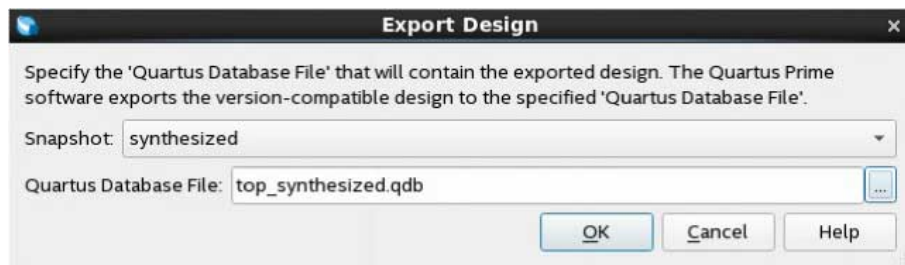 Export Design
Specify the 'Quartus Database File' that will contain the exported design. The Quartus Prime
software exports the version-compatible design to the specified 'Quartus Database File'.
Snapshot: synthesized
Quartus Database File: top_synthesized.qdb ...
OK Cancel Help